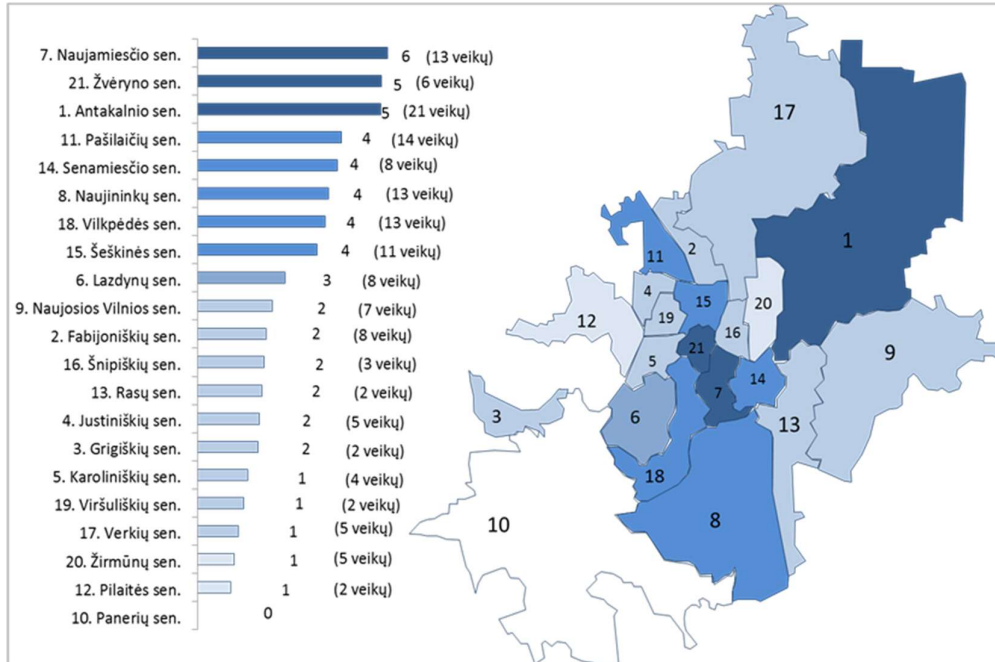 7. Naujamiesčio sen. 6 (13 veikų)
21. Žvėryno sen. 5 (6 veikų)
1. Antakalnio sen. 5 (21 veikų)
11. Pašilaičių sen. 4 (14 veikų)
14. Senamiesčio sen. 4 (8 veikų)
8. Naujininkų sen. 4 (13 veikų)
18. Vilkpėdės sen. 4 (13 veikų)
15. Šeškinės sen. 4 (11 veikų)
6. Lazdynų sen. 3 (8 veikų)
9. Naujosios Vilnios sen. 2 (7 veikų)
2. Fabijoniškių sen. 2 (8 veikų)
16. Šnipiškių sen. 2 (3 veikų)
13. Rasų sen. 2 (2 veikų)
4. Justiniškių sen. 2 (5 veikų)
3. Grigiškių sen. 2 (2 veikų)
5. Karoliniškių sen. 1 (4 veikų)
19. Viršuliškių sen. 1 (2 veikų)
17. Verkių sen. 1 (5 veikų)
20. Žirmūnų sen. 1 (5 veikų)
12. Pilaitės sen. 1 (2 veikų)
10. Panerių sen. 0
17
1
2
11
4
15
20
19
12
16
21
9
5
14
7
3
6
13
18
10
8